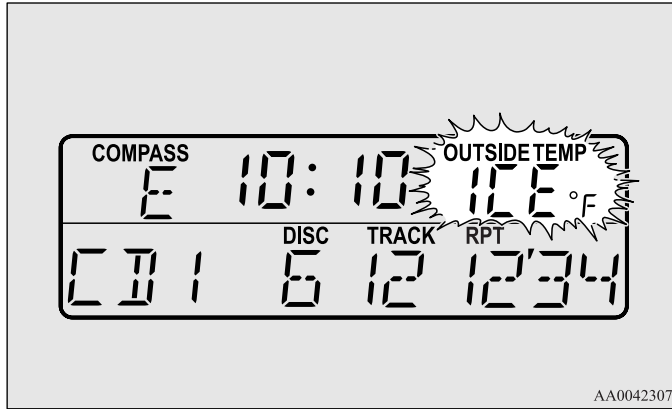 COMPASS OUTSIDE TEMP
E 10:10 ICE °F
DISC TRACK RPT
CD1 6 12 12'34
AA0042307